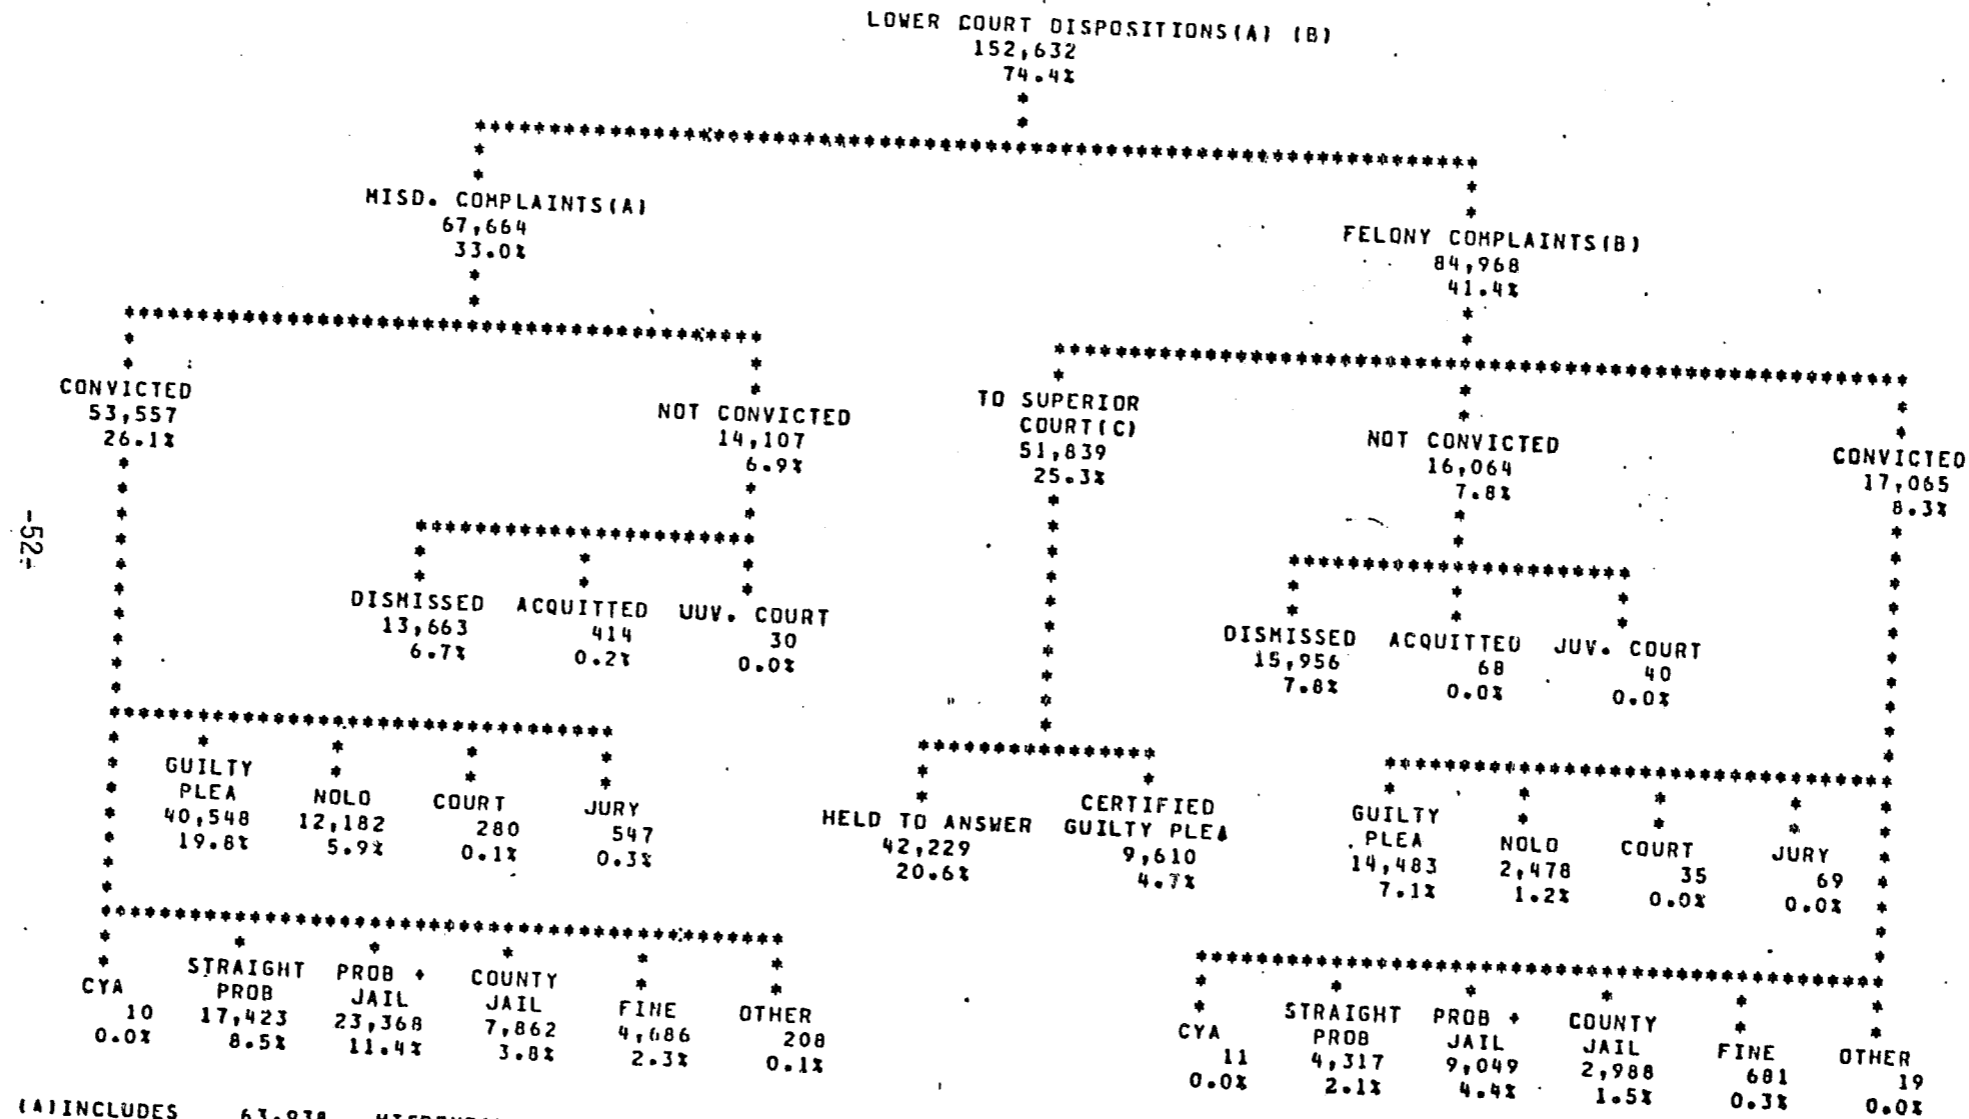 LOWER COURT DISPOSITIONS(A) (B)
152,632
74.4%
MISD. COMPLAINTS(A)
67,664
33.0%
FELONY COMPLAINTS(B)
84,968
41.4%
CONVICTED
53,557
26.1%
NOT CONVICTED
14,107
6.9%
TO SUPERIOR
COURT(C)
51,839
25.3%
NOT CONVICTED
16,064
7.8%
CONVICTED
17,065
8.3%
-52-
DISMISSED ACQUITTED JUV. COURT
13,663 414 30
6.7% 0.2% 0.0%
DISMISSED ACQUITTED JUV. COURT
15,956 68 40
7.8% 0.0% 0.0%
GUILTY
PLEA NOLO COURT JURY
40,548 12,182 280 547
19.8% 5.9% 0.1% 0.3%
CERTIFIED
HELD TO ANSWER GUILTY PLEA
42,229 9,610
20.6% 4.7%
GUILTY
PLEA NOLO COURT JURY
14,483 2,478 35 69
7.1% 1.2% 0.0% 0.0%
STRAIGHT PROB + COUNTY
CYA PROB JAIL JAIL FINE OTHER
10 17,423 23,368 7,862 4,686 208
0.0% 8.5% 11.4% 3.8% 2.3% 0.1%
STRAIGHT PROB + COUNTY
CYA PROB JAIL JAIL FINE OTHER
11 4,317 9,049 2,988 681 19
0.0% 2.1% 4.4% 1.5% 0.3% 0.0%
(A)INCLUDES 63,938